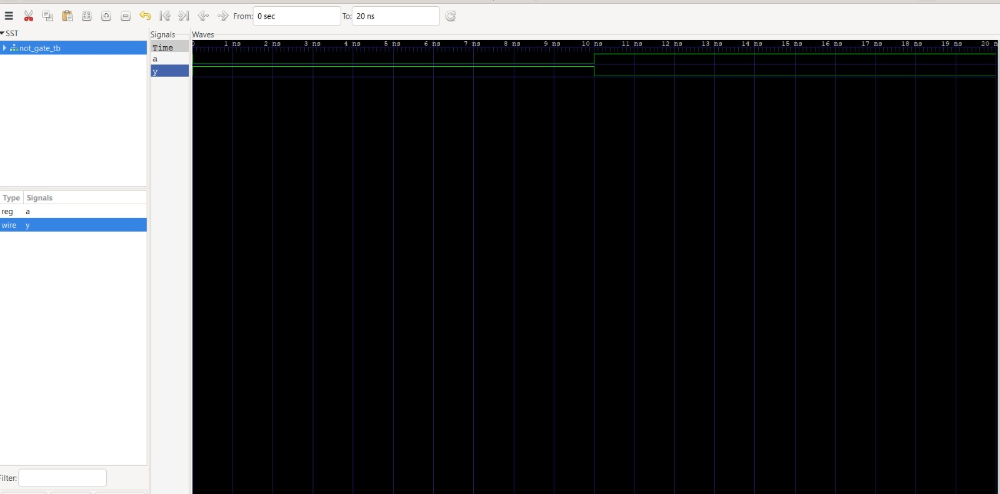 From: 0 sec To: 20 ns
SST
not_gate_tb
Type Signals
reg a
wire y
Filter:
Signals
Time
a
y
Waves
0 1 ns 2 ns 3 ns 4 ns 5 ns 6 ns 7 ns 8 ns 9 ns 10 ns 11 ns 12 ns 13 ns 14 ns 15 ns 16 ns 17 ns 18 ns 19 ns 20 n